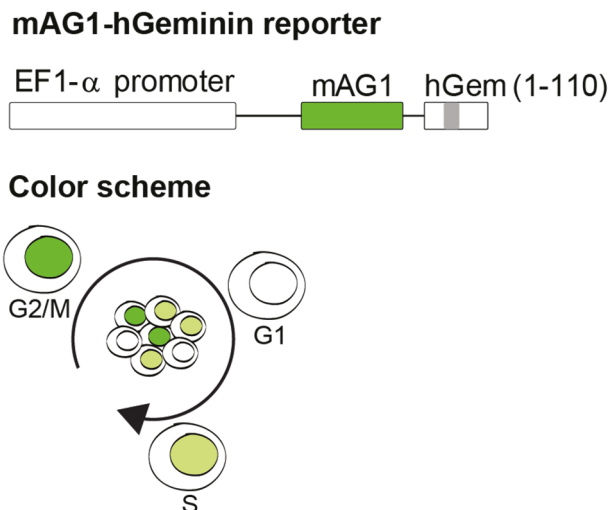 mAG1-hGeminin reporter
EF1-α promoter mAG1 hGem (1-110)
Color scheme
G2/M
G1
S